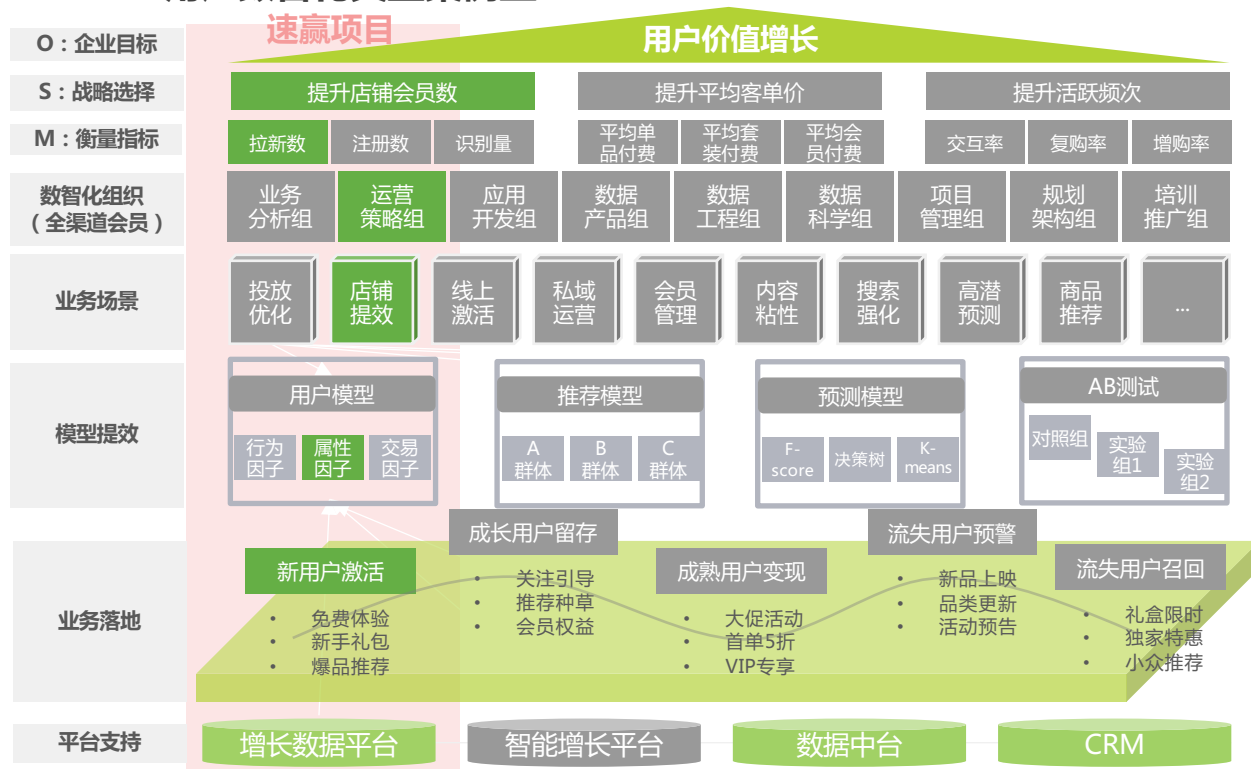 速赢项目
O：企业目标
用户价值增长
S：战略选择
提升店铺会员数
提升平均客单价
提升活跃频次
M：衡量指标
拉新数
注册数
识别量
平均单
品付费
平均套
装付费
平均会
员付费
交互率
复购率
增购率
数智化组织
（全渠道会员）
业务
分析组
运营
策略组
应用
开发组
数据
产品组
数据
工程组
数据
科学组
项目
管理组
规划
架构组
培训
推广组
业务场景
投放
优化
店铺
提效
线上
激活
私域
运营
会员
管理
内容
粘性
搜索
强化
高潜
预测
商品
推荐
...
模型提效
用户模型
行为
因子
属性
因子
交易
因子
推荐模型
A
群体
B
群体
C
群体
预测模型
F-
score
决策树
K-
means
AB测试
对照组
实验
组1
实验
组2
业务落地
新用户激活
• 免费体验
• 新手礼包
• 爆品推荐
成长用户留存
• 关注引导
• 推荐种草
• 会员权益
成熟用户变现
• 大促活动
• 首单5折
• VIP专享
流失用户预警
• 新品上映
• 品类更新
• 活动预告
流失用户召回
• 礼盒限时
• 独家特惠
• 小众推荐
平台支持
增长数据平台
智能增长平台
数据中台
CRM